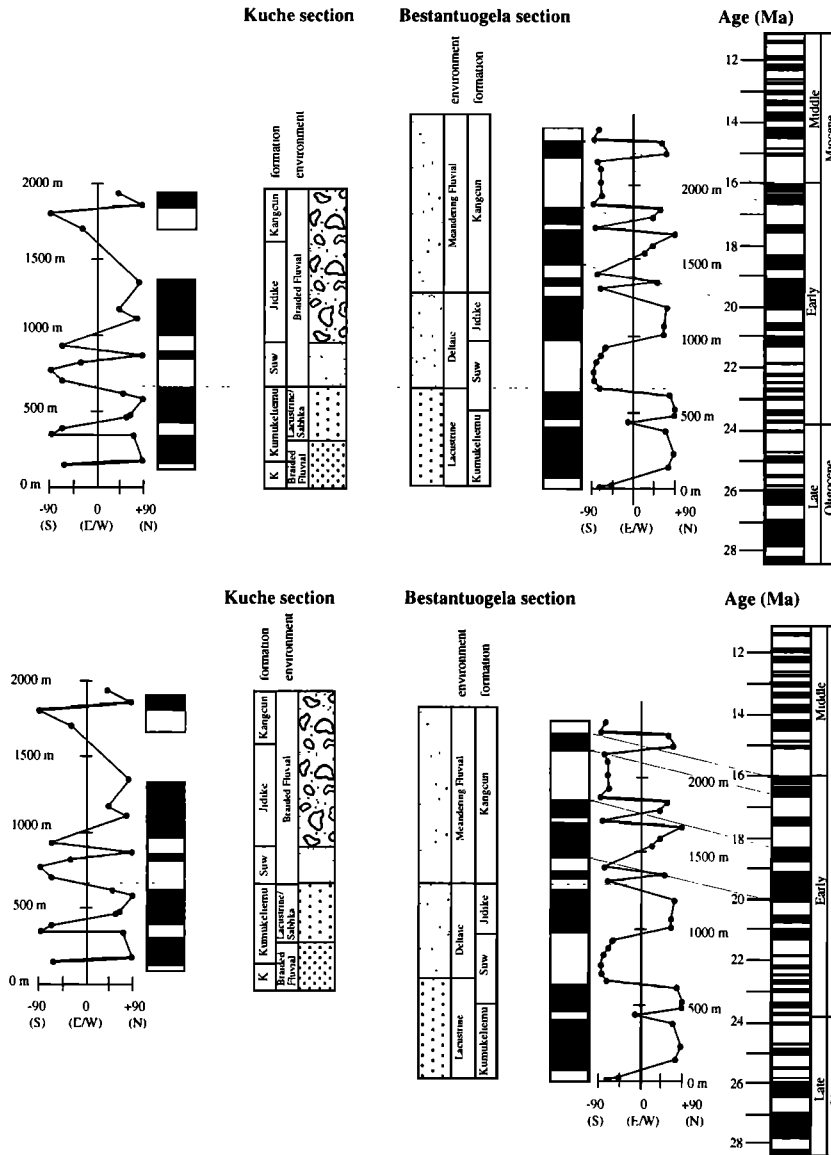 Kuche section
Bestantuogela section
Age (Ma)
formation
environment
environment
formation
2000 m
1500 m
1000 m
500 m
0 m
-90
0
+90
(S)
(E/W)
(N)
Kangcun
Jidike
Suw
Kumukeliemu
K
Braided Fluvial
Lacustrine/
Sabhka
Braided
Fluvial
Meandering Fluvial
Deltaic
Lacustrine
Kangcun
Jidike
Suw
Kumukeliemu
2000 m
1500 m
1000 m
500 m
0 m
-90
0
+90
(S)
(E/W)
(N)
12
14
16
18
20
22
24
26
28
Middle
Early
Late
Miocene
Oligocene
Kuche section
Bestantuogela section
Age (Ma)
formation
environment
environment
formation
2000 m
1500 m
1000 m
500 m
0 m
-90
0
+90
(S)
(E/W)
(N)
Kangcun
Jidike
Suw
Kumukeliemu
K
Braided Fluvial
Lacustrine/
Sabhka
Braided
Fluvial
Meandering Fluvial
Deltaic
Lacustrine
Kangcun
Jidike
Suw
Kumukeliemu
2000 m
1500 m
1000 m
500 m
0 m
-90
0
+90
(S)
(E/W)
(N)
12
14
16
18
20
22
24
26
28
Middle
Early
Late